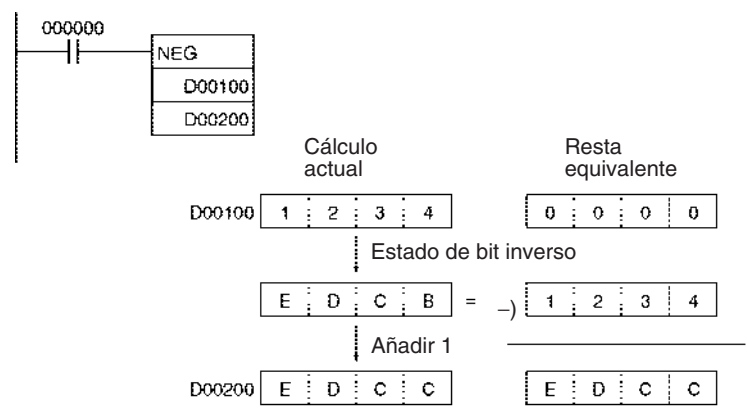 000000
NEG
D00100
D00200
Cálculo Resta
actual equivalente
D00100 1 2 3 4 0 0 0 0
Estado de bit inverso
E D C B = –) 1 2 3 4
Añadir 1
D00200 E D C C E D C C